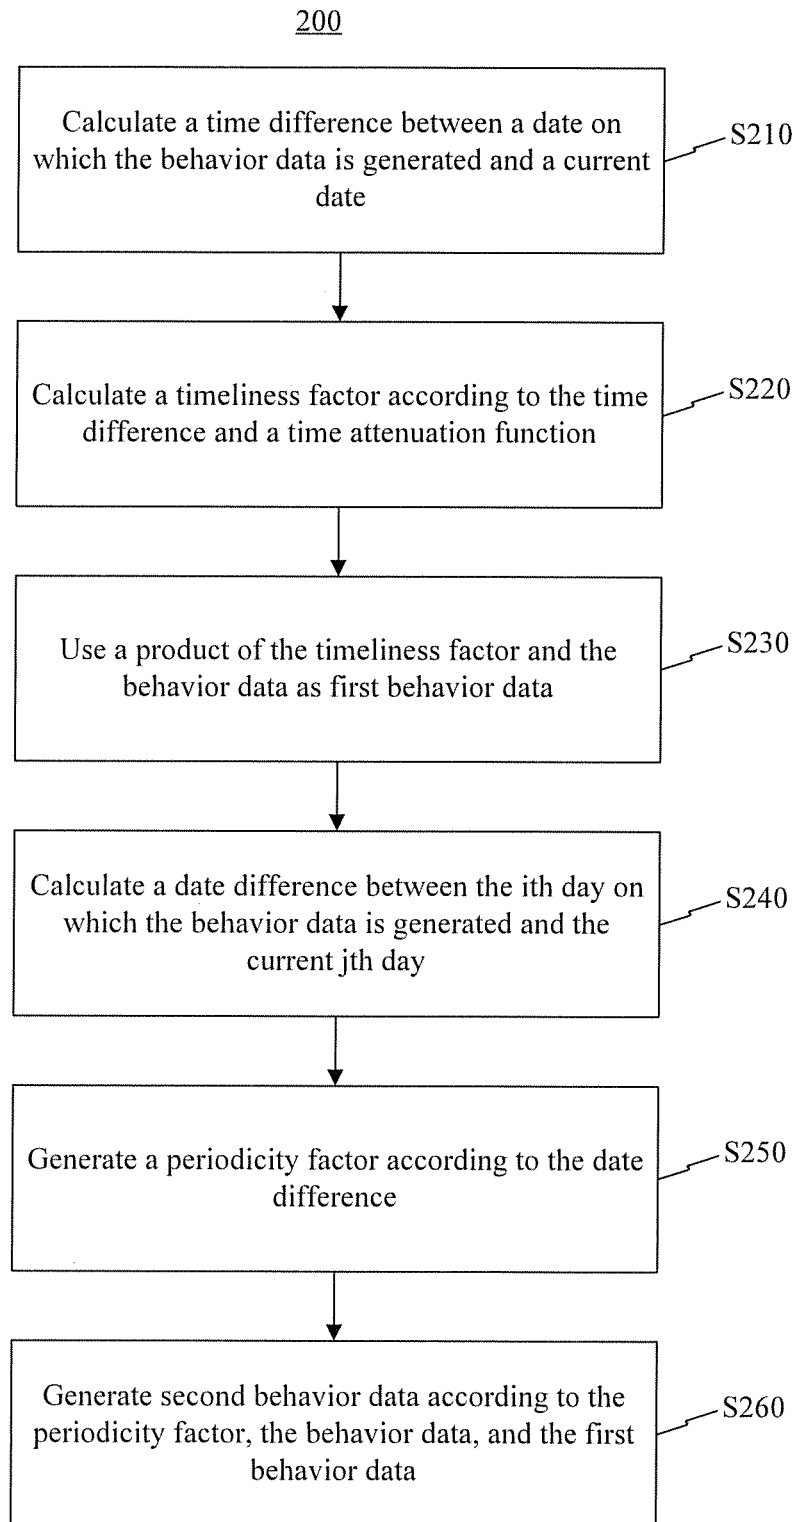 200
Calculate a time difference between a date on
which the behavior data is generated and a current
date
S210
Calculate a timeliness factor according to the time
difference and a time attenuation function
S220
Use a product of the timeliness factor and the
behavior data as first behavior data
S230
Calculate a date difference between the ith day on
which the behavior data is generated and the
current jth day
S240
Generate a periodicity factor according to the date
difference
S250
Generate second behavior data according to the
periodicity factor, the behavior data, and the first
behavior data
S260